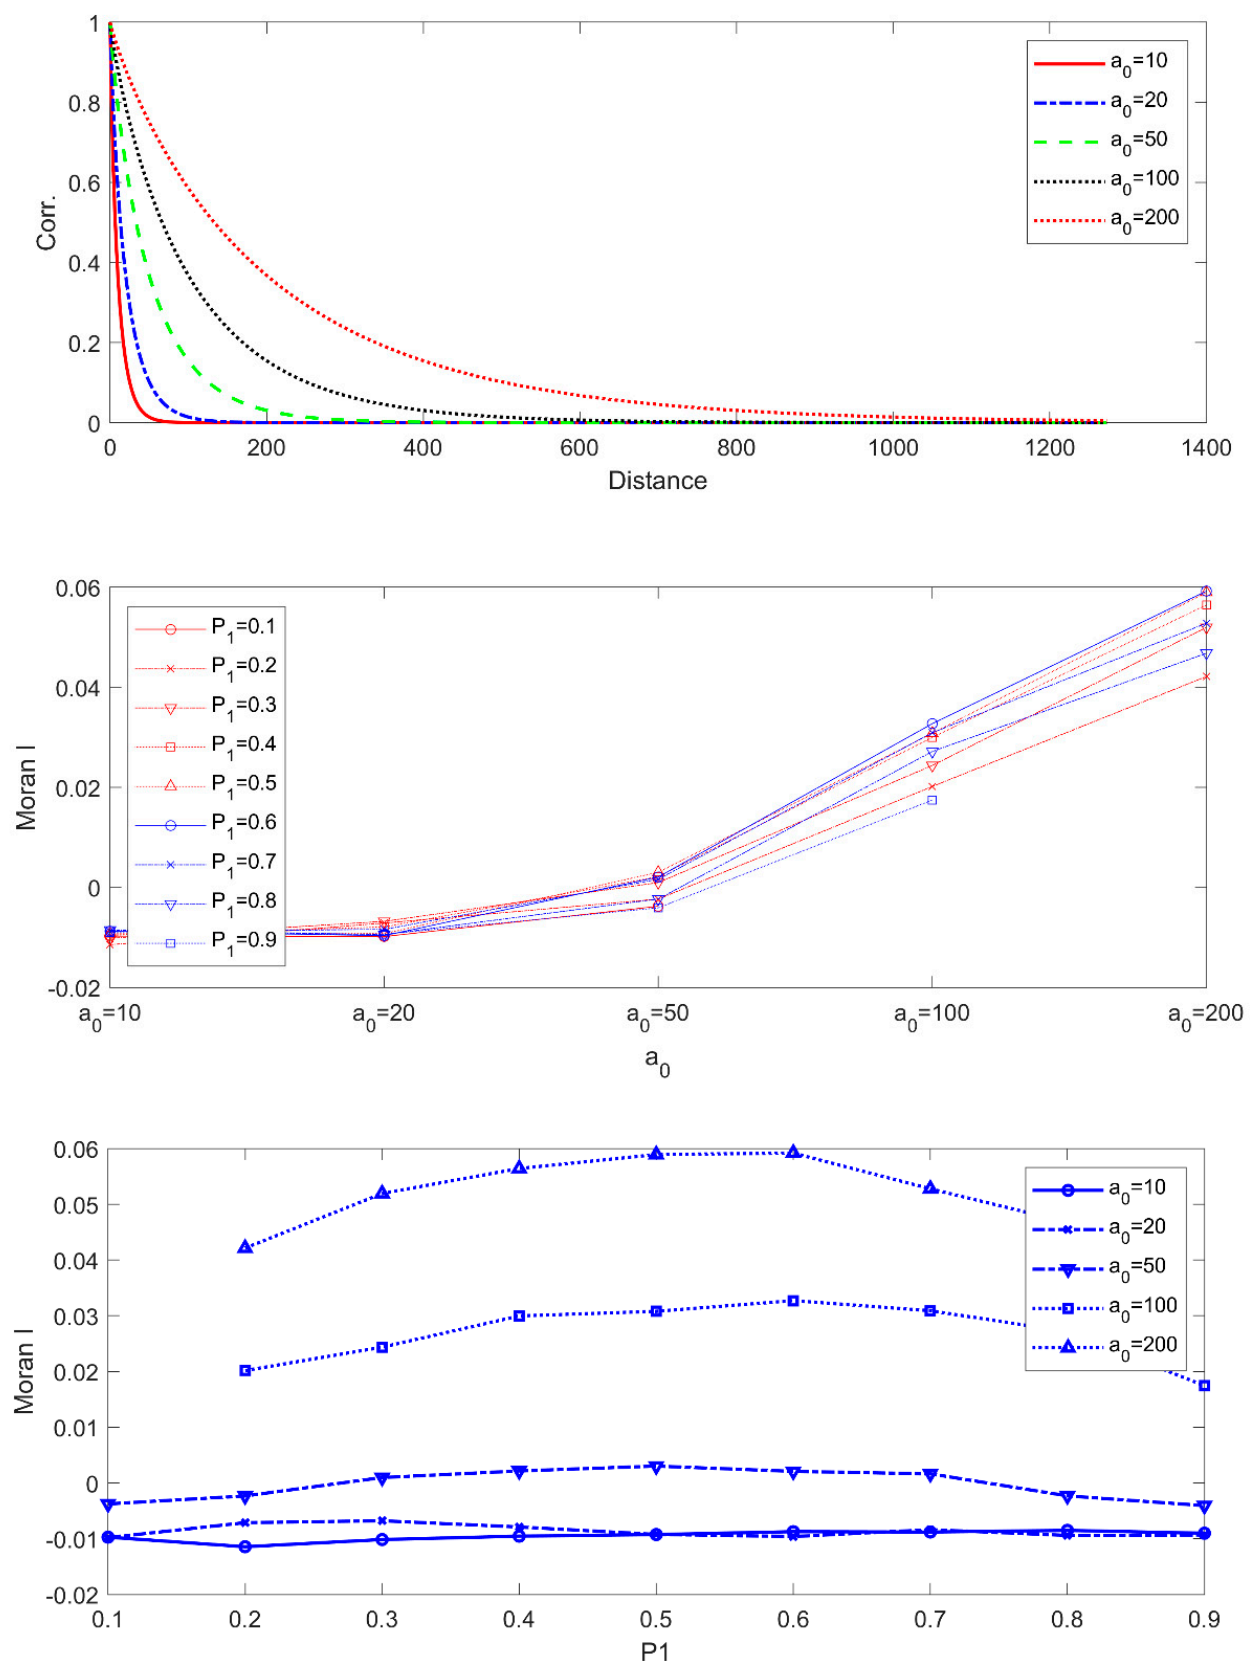 1
0.8
0.6
0.4
0.2
0
Corr.
0 200 400 600 800 1000 1200 1400
Distance
a0=10
a0=20
a0=50
a0=100
a0=200
0.06
0.04
0.02
0
-0.02
Moran I
P1=0.1
P1=0.2
P1=0.3
P1=0.4
P1=0.5
P1=0.6
P1=0.7
P1=0.8
P1=0.9
a0=10 a0=20 a0=50 a0=100 a0=200
a0
0.06
0.05
0.04
0.03
0.02
0.01
0
-0.01
-0.02
Moran I
a0=10
a0=20
a0=50
a0=100
a0=200
0.1 0.2 0.3 0.4 0.5 0.6 0.7 0.8 0.9
P1